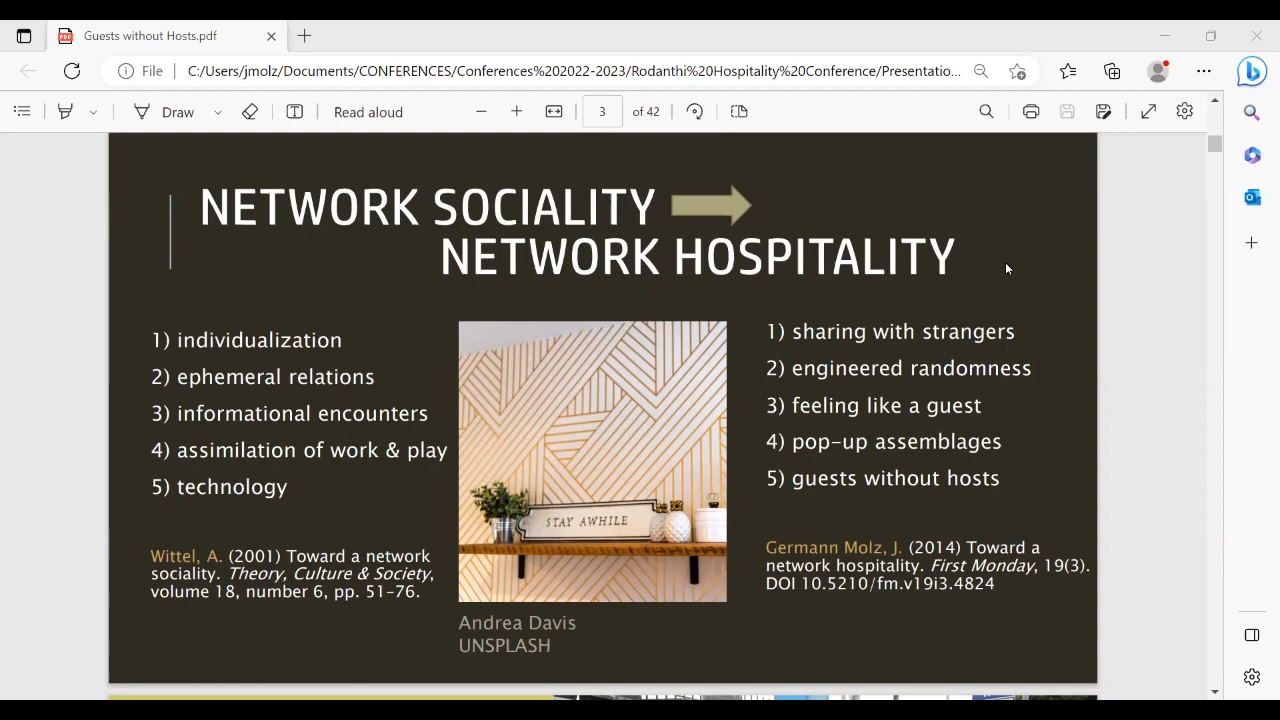 Guests without Hosts.pdf
File
C:/Users/jmolz/Documents/CONFERENCES/Conferences%202022-2023/Rodanthi%20Hospitality%20Conference/Presentatio...
Draw
Read aloud
3
of 42
NETWORK SOCIALITY
NETWORK HOSPITALITY
1) individualization
2) ephemeral relations
3) informational encounters
4) assimilation of work & play
5) technology
Wittel, A. (2001) Toward a network
sociality. Theory, Culture & Society,
volume 18, number 6, pp. 51-76.
STAY AWHILE
Andrea Davis
UNSPLASH
1) sharing with strangers
2) engineered randomness
3) feeling like a guest
4) pop-up assemblages
5) guests without hosts
Germann Molz, J. (2014) Toward a
network hospitality. First Monday, 19(3).
DOI 10.5210/fm.v19i3.4824